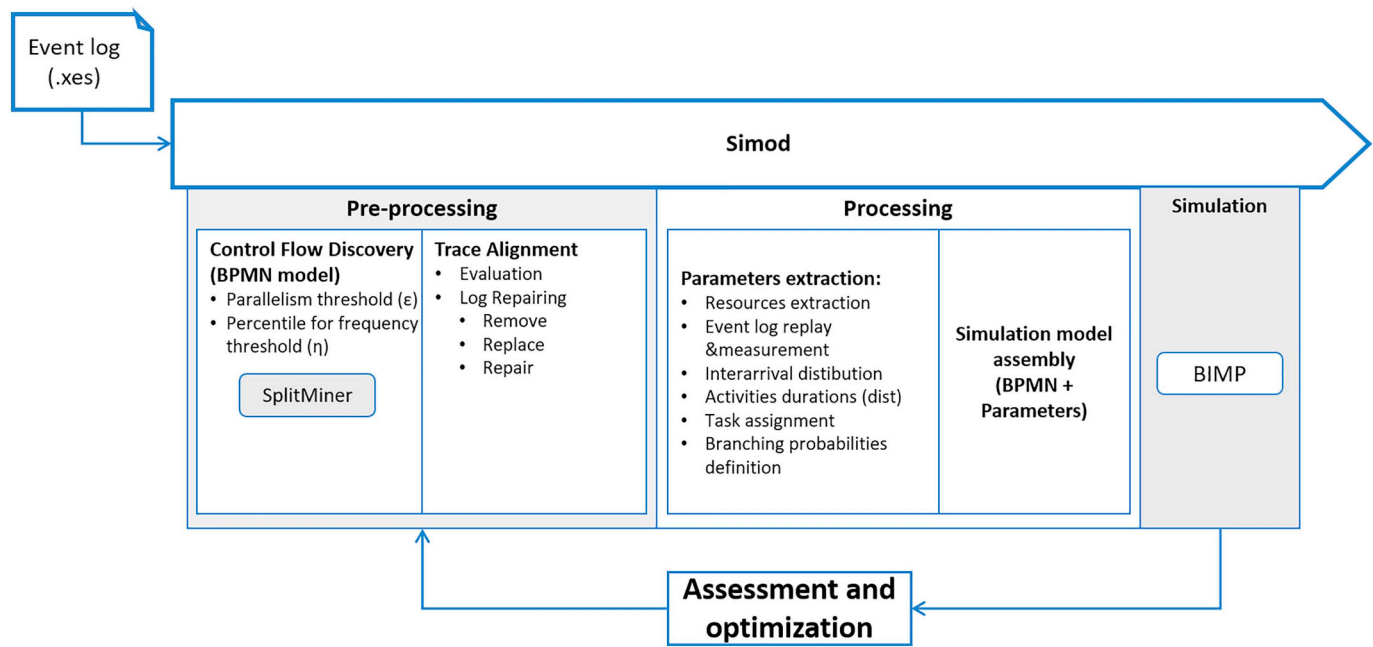 Event log
(.xes)
Simod
Pre-processing
Control Flow Discovery
(BPMN model)
• Parallelism threshold (ε)
• Percentile for frequency
threshold (η)
SplitMiner
Trace Alignment
• Evaluation
• Log Repairing
• Remove
• Replace
• Repair
Processing
Parameters extraction:
• Resources extraction
• Event log replay
&measurement
• Interarrival distibution
• Activities durations (dist)
• Task assignment
• Branching probabilities
definition
Simulation model
assembly
(BPMN +
Parameters)
Simulation
BIMP
Assessment and
optimization